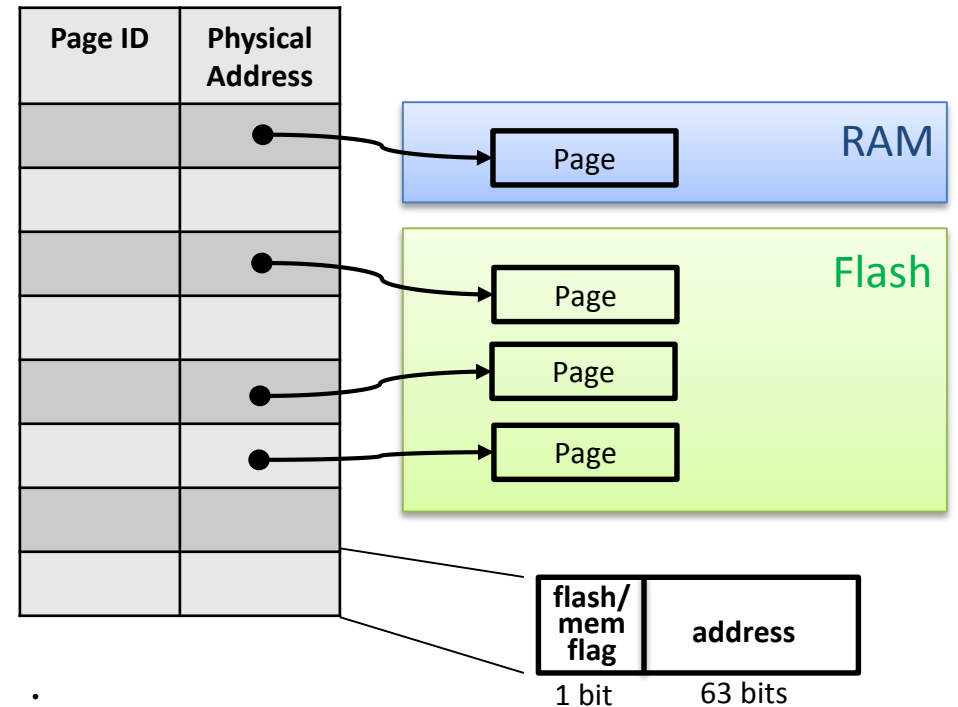 Page ID
Physical
Address
RAM
Page
Flash
Page
Page
Page
flash/
mem
flag
address
1 bit
63 bits
.